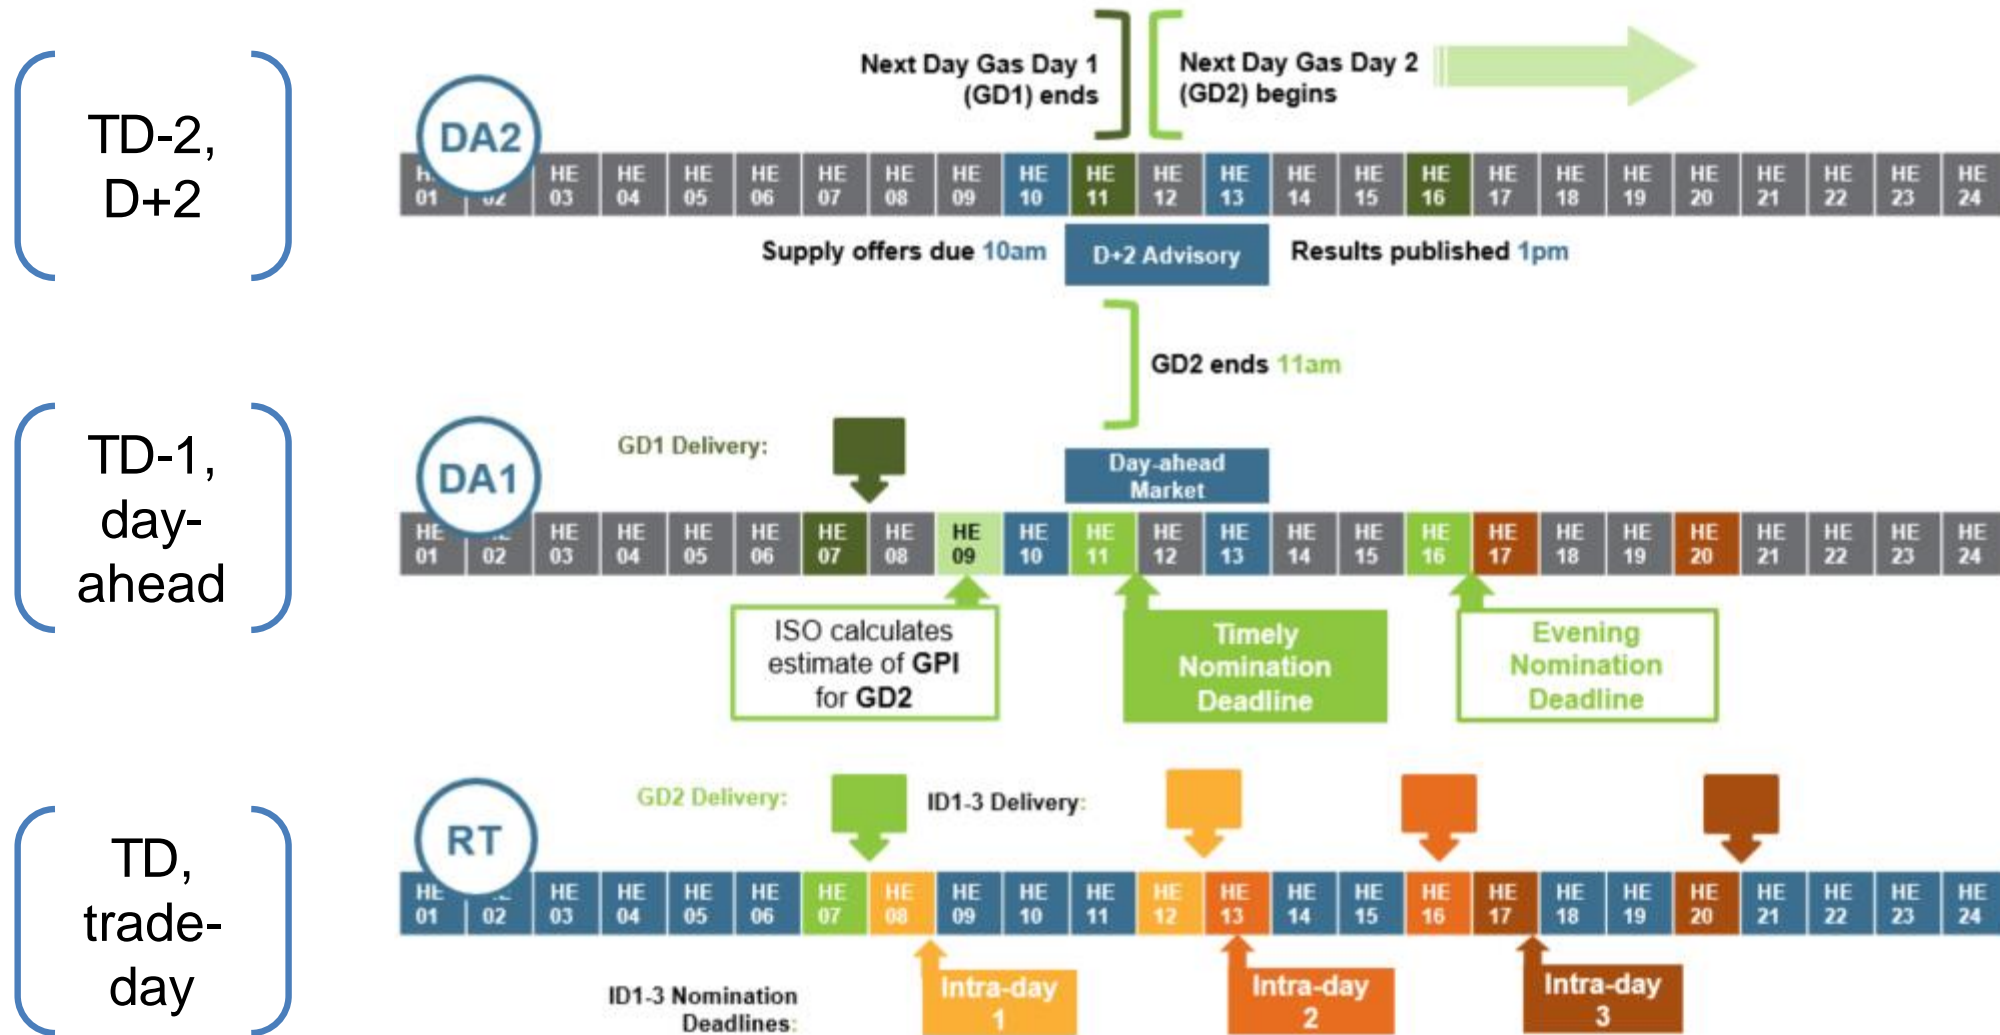 TD-2,
D+2
DA2
Next Day Gas Day 1
(GD1) ends
Next Day Gas Day 2
(GD2) begins
HE 01 02 HE 03 HE 04 HE 05 HE 06 HE 07 HE 08 HE 09 HE 10 HE 11 HE 12 HE 13 HE 14 HE 15 HE 16 HE 17 HE 18 HE 19 HE 20 HE 21 HE 22 HE 23 HE 24
Supply offers due 10am
D+2 Advisory
Results published 1pm
GD2 ends 11am
TD-1,
day-
ahead
DA1
GD1 Delivery:
Day-ahead
Market
HE 01 02 HE 03 HE 04 HE 05 HE 06 HE 07 HE 08 HE 09 HE 10 HE 11 HE 12 HE 13 HE 14 HE 15 HE 16 HE 17 HE 18 HE 19 HE 20 HE 21 HE 22 HE 23 HE 24
ISO calculates
estimate of GPI
for GD2
Timely
Nomination
Deadline
Evening
Nomination
Deadline
TD,
trade-
day
RT
GD2 Delivery:
ID1-3 Delivery:
HE 01 02 HE 03 HE 04 HE 05 HE 06 HE 07 HE 08 HE 09 HE 10 HE 11 HE 12 HE 13 HE 14 HE 15 HE 16 HE 17 HE 18 HE 19 HE 20 HE 21 HE 22 HE 23 HE 24
ID1-3 Nomination
Deadlines:
Intra-day
1
Intra-day
2
Intra-day
3